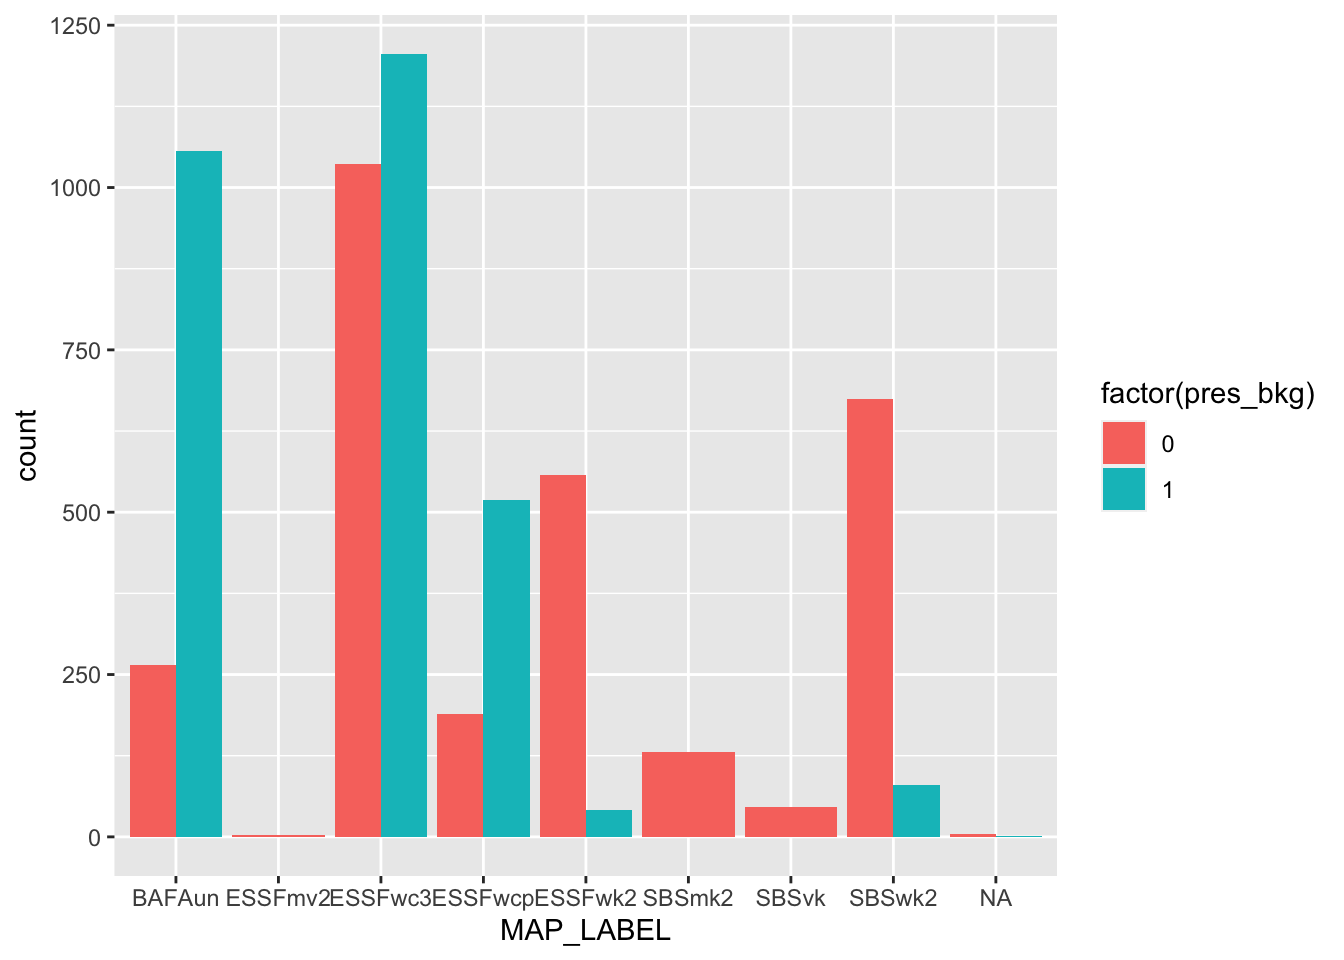 1250
1000
750
500
250
0
count
BAFAun ESSFmv2 ESSFwc3 ESSFwcp ESSFwk2 SBSmk2 SBSvk SBSwk2 NA
MAP_LABEL
factor(pres_bkg)
0
1